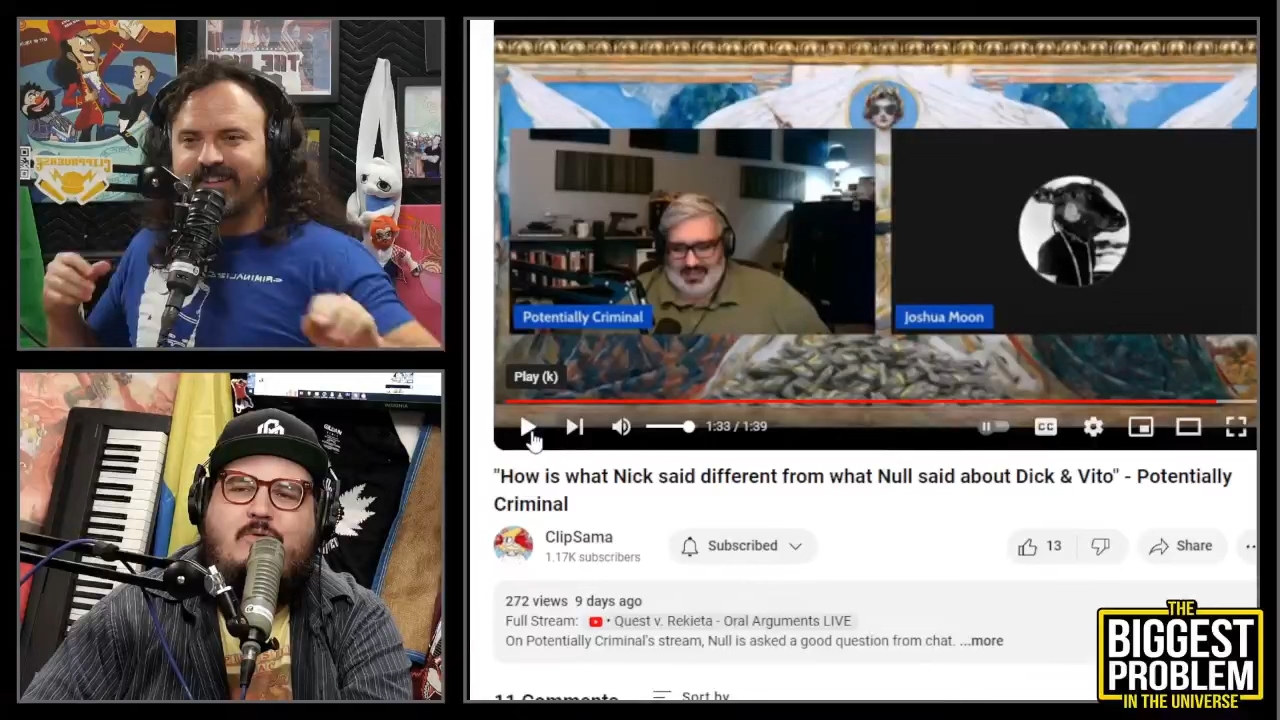 Potentially Criminal
Joshua Moon
Play (k)
1:33 / 1:39
CC
"How is what Nick said different from what Null said about Dick & Vito" - Potentially
Criminal
ClipSama
1.17K subscribers
Subscribed
13
Share
272 views 9 days ago
Full Stream: • Quest v. Rekieta - Oral Arguments LIVE
On Potentially Criminal's stream, Null is asked a good question from chat. ...more
11 Comments
Sort by
THE
BIGGEST
PROBLEM
IN THE UNIVERSE